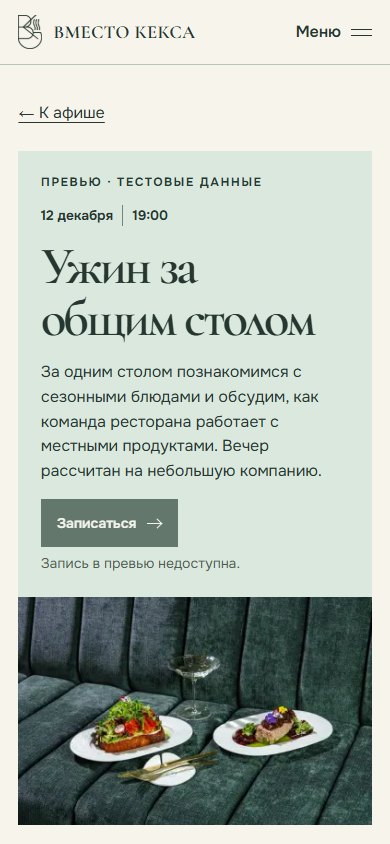 ВМЕСТО КЕКСА
Меню
← К афише
ПРЕВЬЮ · ТЕСТОВЫЕ ДАННЫЕ
12 декабря | 19:00
Ужин за
общим столом
За одним столом познакомимся с
сезонными блюдами и обсудим, как
команда ресторана работает с
местными продуктами. Вечер
рассчитан на небольшую компанию.
Записаться →
Запись в превью недоступна.